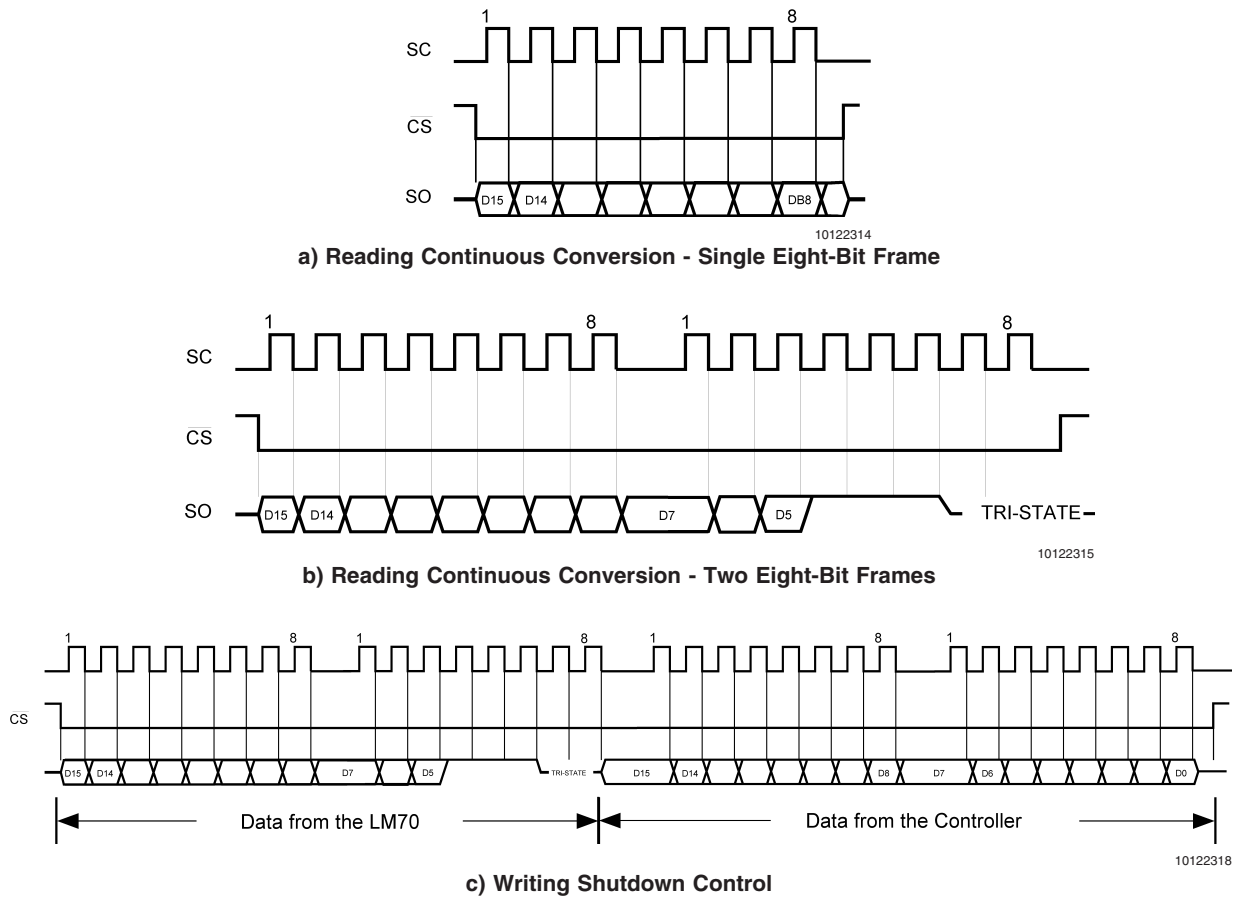 1 8
SC
CS
SO D15 D14 DB8
10122314
a) Reading Continuous Conversion - Single Eight-Bit Frame
1 8 1 8
SC
CS
SO D15 D14 D7 D5 TRI-STATE
10122315
b) Reading Continuous Conversion - Two Eight-Bit Frames
1 8 1 8 1 8 1 8
CS
D15 D14 D7 D5 TRI-STATE D15 D14 D8 D7 D6 D0
Data from the LM70 Data from the Controller
10122318
c) Writing Shutdown Control